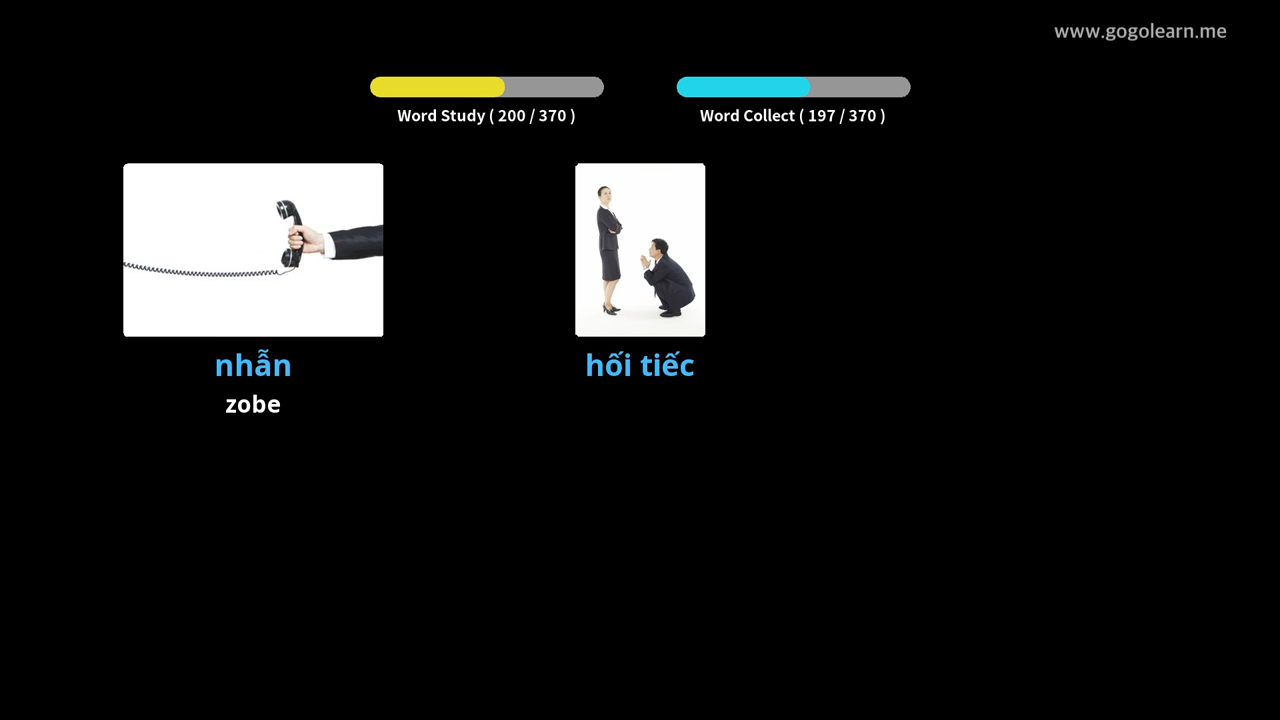 www.gogolearn.me
Word Study ( 200 / 370 )
Word Collect ( 197 / 370 )
nhẫn
zobe
hối tiếc